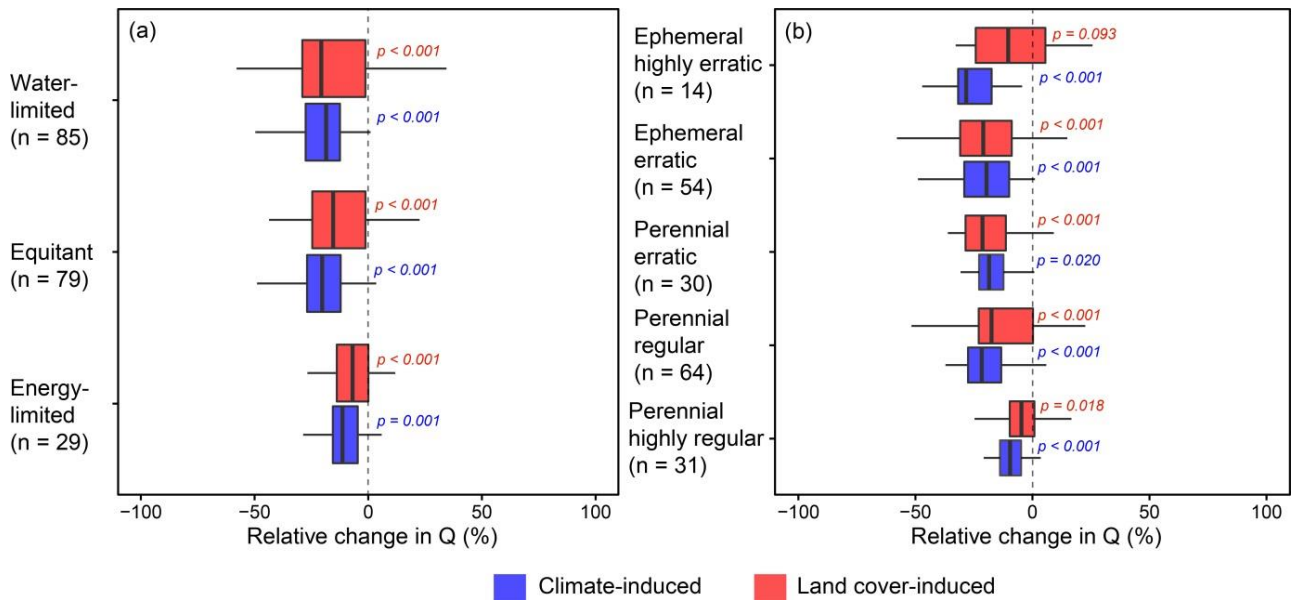 (a)
Water-
limited
(n = 85)
p < 0.001
p < 0.001
Equitant
(n = 79)
p < 0.001
p < 0.001
Energy-
limited
(n = 29)
p < 0.001
p = 0.001
−100
−50
0
50
100
Relative change in Q (%)
(b)
Ephemeral
highly erratic
(n = 14)
p = 0.093
p < 0.001
Ephemeral
erratic
(n = 54)
p < 0.001
p < 0.001
Perennial
erratic
(n = 30)
p < 0.001
p = 0.020
Perennial
regular
(n = 64)
p < 0.001
p < 0.001
Perennial
highly regular
(n = 31)
p = 0.018
p < 0.001
−100
−50
0
50
100
Relative change in Q (%)
Climate-induced
Land cover-induced